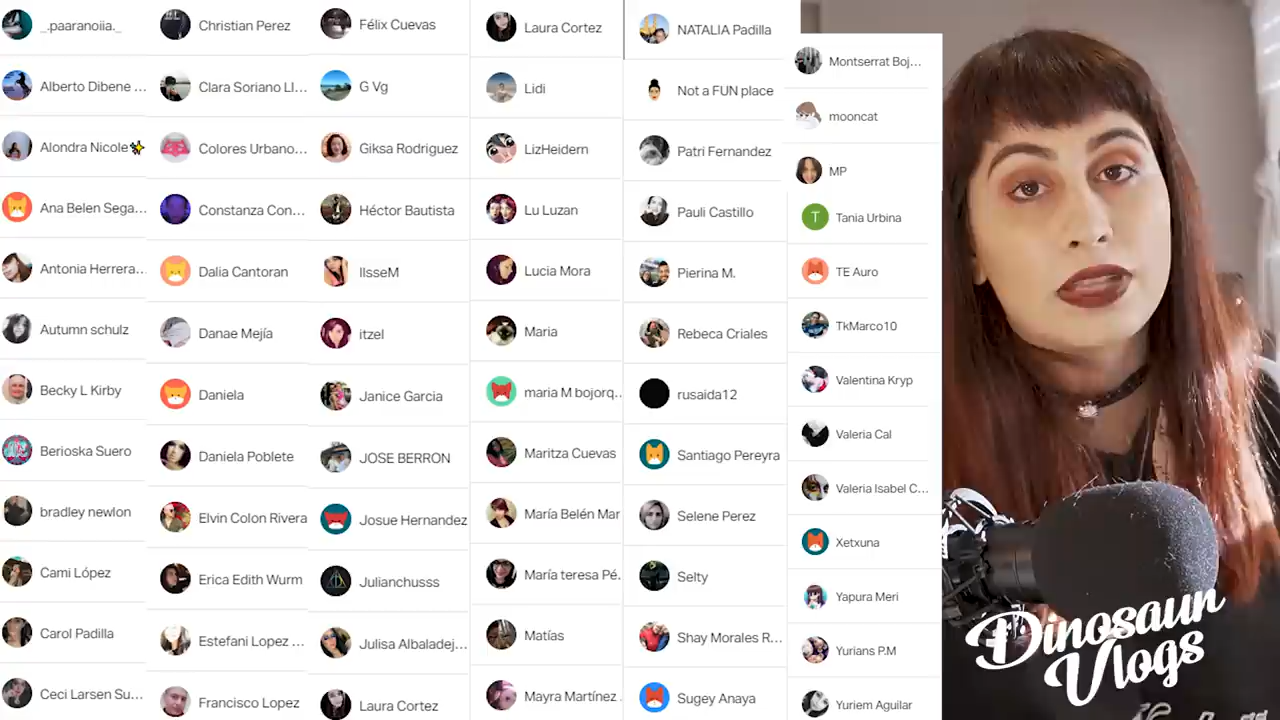 _.paaranoiia._
Alberto Dibene ...
Alondra Nicole✨
Ana Belen Sega...
Antonia Herrera...
Autumn schulz
Becky L Kirby
Berioska Suero
bradley newlon
Cami López
Carol Padilla
Ceci Larsen Su...
Christian Perez
Clara Soriano Ll...
Colores Urbano...
Constanza Con...
Dalia Cantoran
Danae Mejía
Daniela
Daniela Poblete
Elvin Colon Rivera
Erica Edith Wurm
Estefani Lopez ...
Francisco Lopez
Félix Cuevas
G Vg
Giksa Rodriguez
Héctor Bautista
IlsseM
itzel
Janice Garcia
JOSE BERRON
Josue Hernandez
Julianchusss
Julisa Albaladej...
Laura Cortez
Laura Cortez
Lidi
LizHeidern
Lu Luzan
Lucia Mora
Maria
maria M bojorq..
Maritza Cuevas
María Belén Mar
María teresa Pé.
Matías
Mayra Martínez .
NATALIA Padilla
Not a FUN place
Patri Fernandez
Pauli Castillo
Pierina M.
Rebeca Criales
rusaida12
Santiago Pereyra
Selene Perez
Selty
Shay Morales R...
Sugey Anaya
Montserrat Boj...
mooncat
MP
T
Tania Urbina
TE Auro
TkMarco10
Valentina Kryp
Valeria Cal
Valeria Isabel C...
Xetxuna
Yapura Meri
Yurians P.M
Yuriem Aguilar
Dinosaur
Vlogs